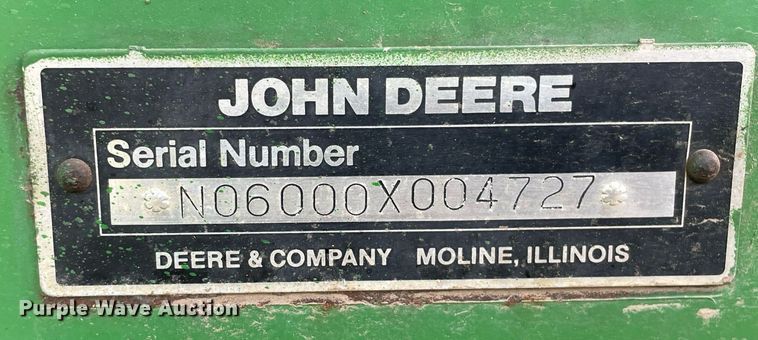 JOHN DEERE
Serial Number
N06000X004727
DEERE & COMPANY MOLINE, ILLINOIS
Purple Wave Auction